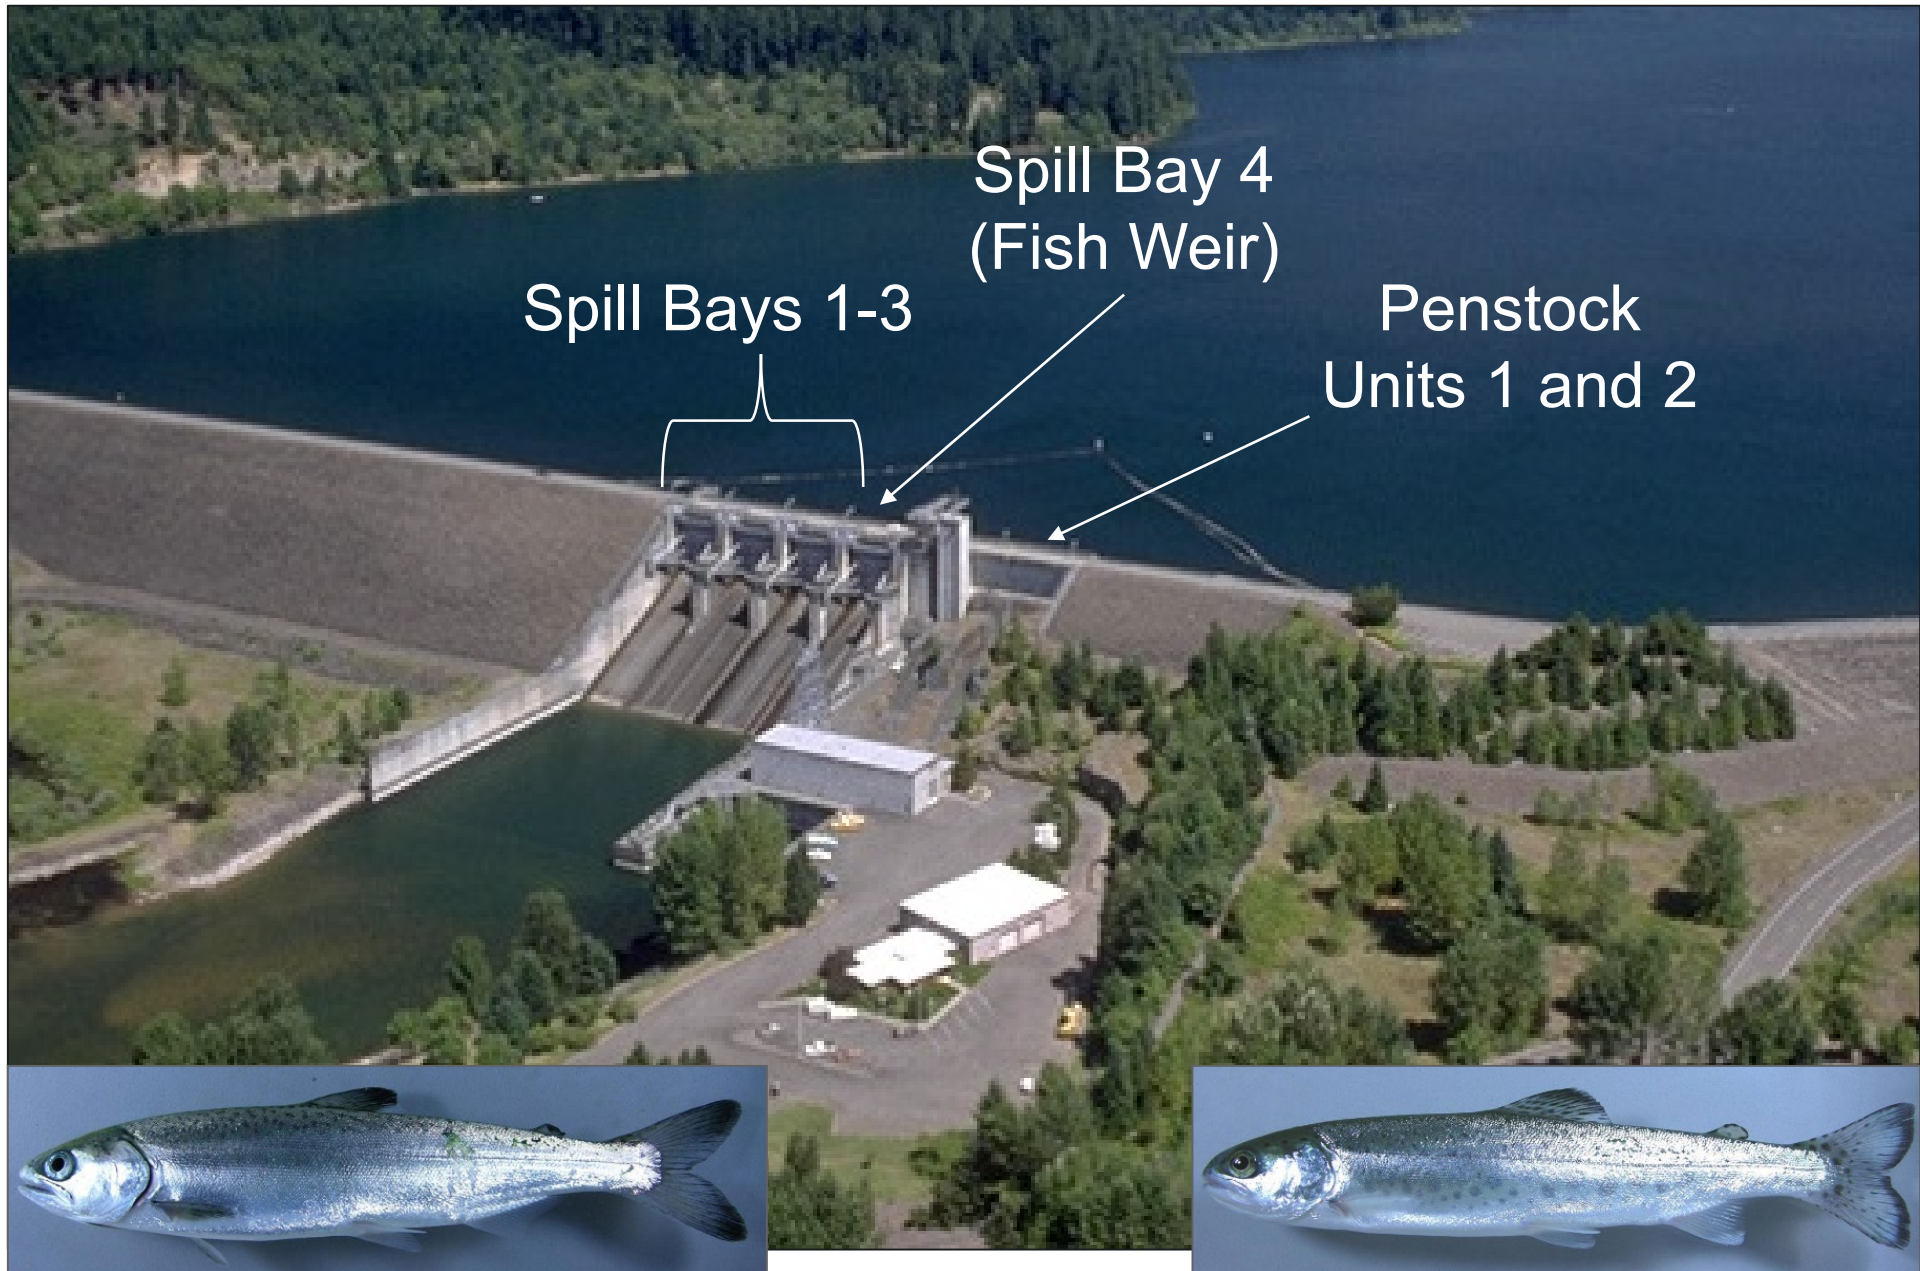 Spill Bay 4
(Fish Weir)
Spill Bays 1-3
Penstock
Units 1 and 2